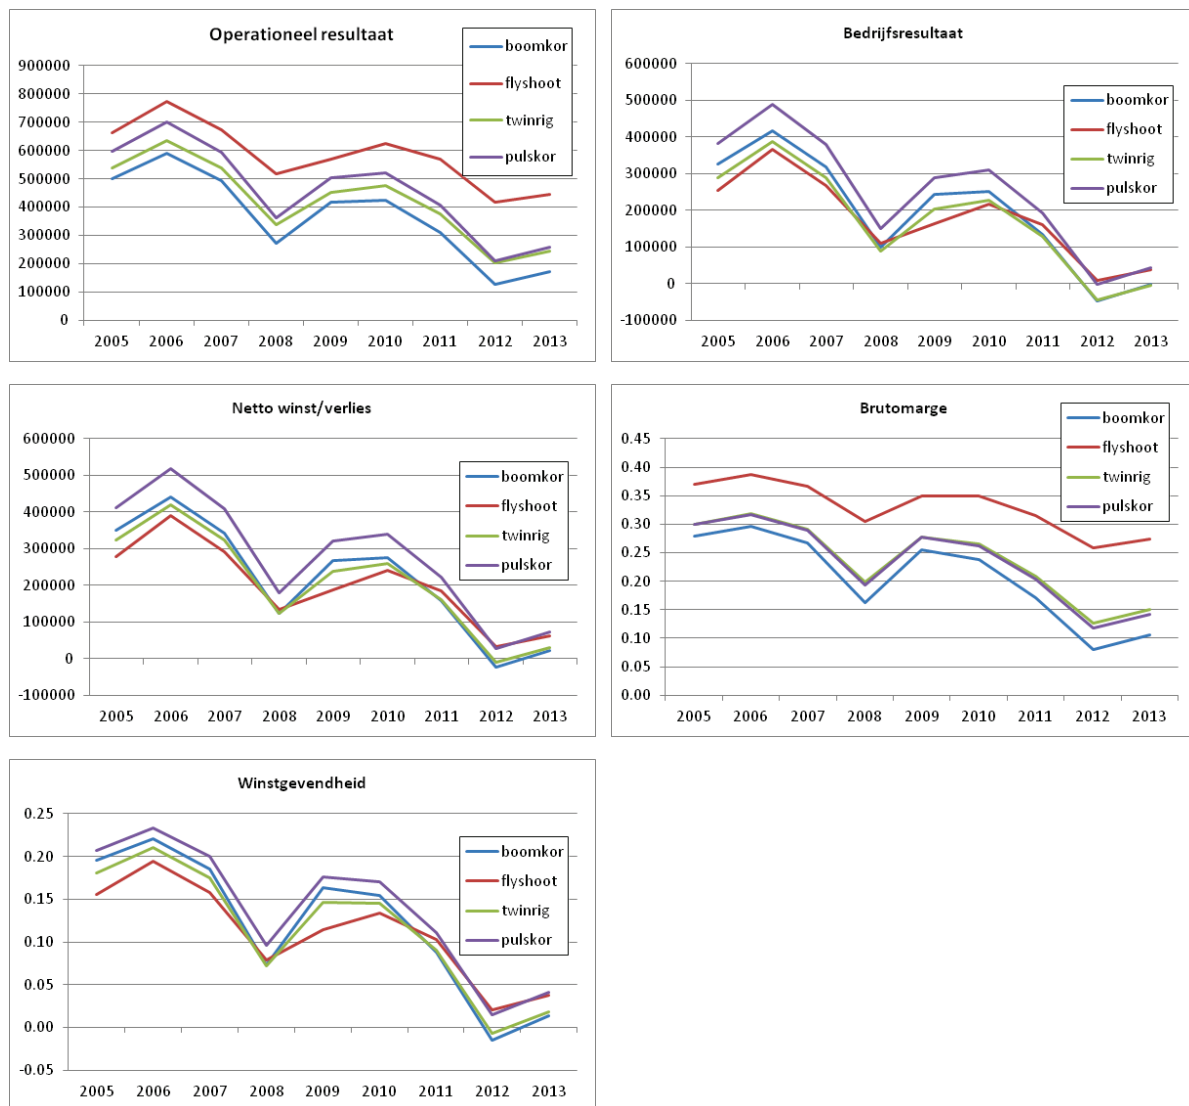 Operationeel resultaat
boomkor
flyshoot
twinrig
pulskor
900000
800000
700000
600000
500000
400000
300000
200000
100000
0
2005 2006 2007 2008 2009 2010 2011 2012 2013
Bedrijfsresultaat
boomkor
flyshoot
twinrig
pulskor
600000
500000
400000
300000
200000
100000
0
-100000
2005 2006 2007 2008 2009 2010 2011 2012 2013
Netto winst/verlies
boomkor
flyshoot
twinrig
pulskor
600000
500000
400000
300000
200000
100000
0
-100000
2005 2006 2007 2008 2009 2010 2011 2012 2013
Brutomarge
boomkor
flyshoot
twinrig
pulskor
0.45
0.40
0.35
0.30
0.25
0.20
0.15
0.10
0.05
0.00
2005 2006 2007 2008 2009 2010 2011 2012 2013
Winstgevendheid
boomkor
flyshoot
twinrig
pulskor
0.25
0.20
0.15
0.10
0.05
0.00
-0.05
2005 2006 2007 2008 2009 2010 2011 2012 2013